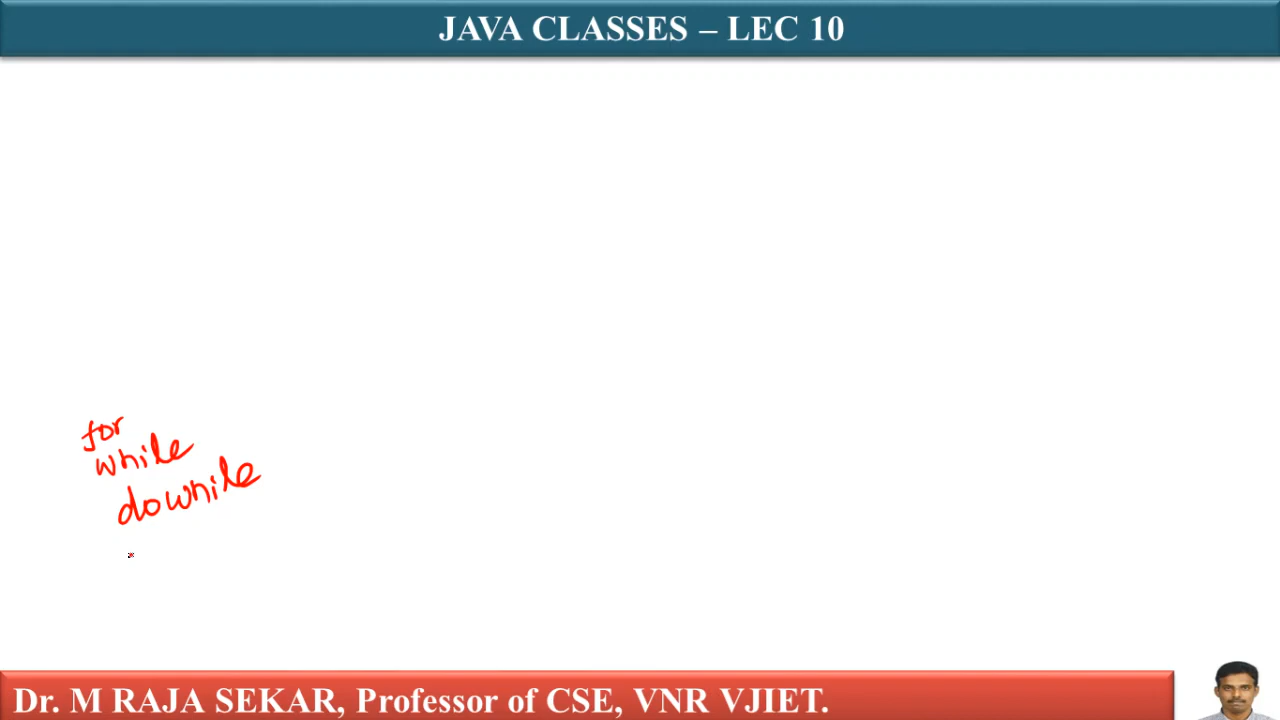 JAVA CLASSES – LEC 10
for
while
dowhile
Dr. M RAJA SEKAR, Professor of CSE, VNR VJIET.